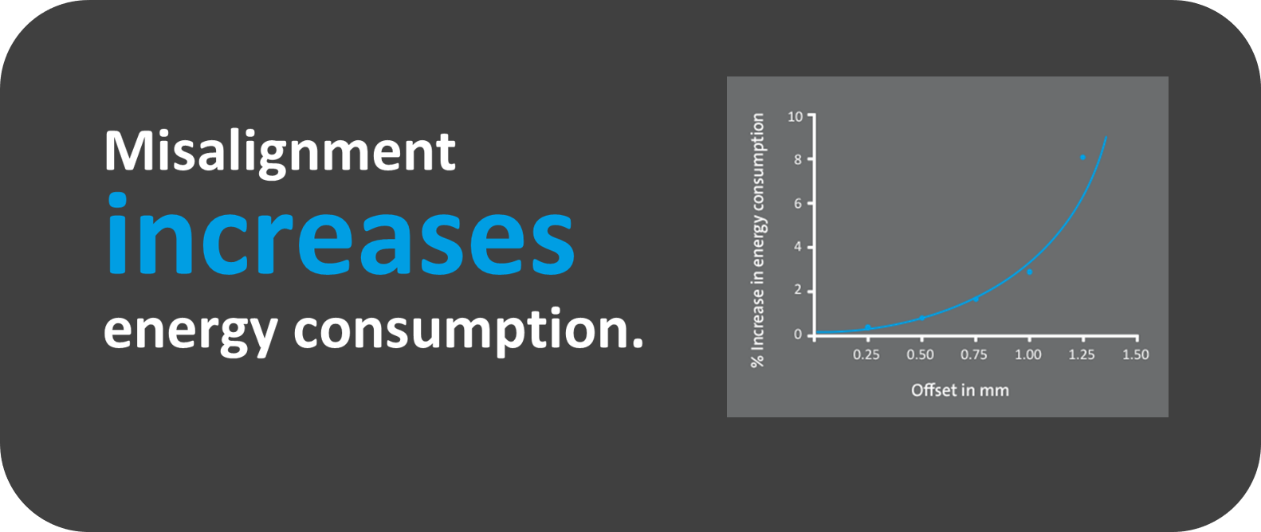 Misalignment
increases
energy consumption.
% Increase in energy consumption
10
8
6
4
2
0
0.25 0.50 0.75 1.00 1.25 1.50
Offset in mm